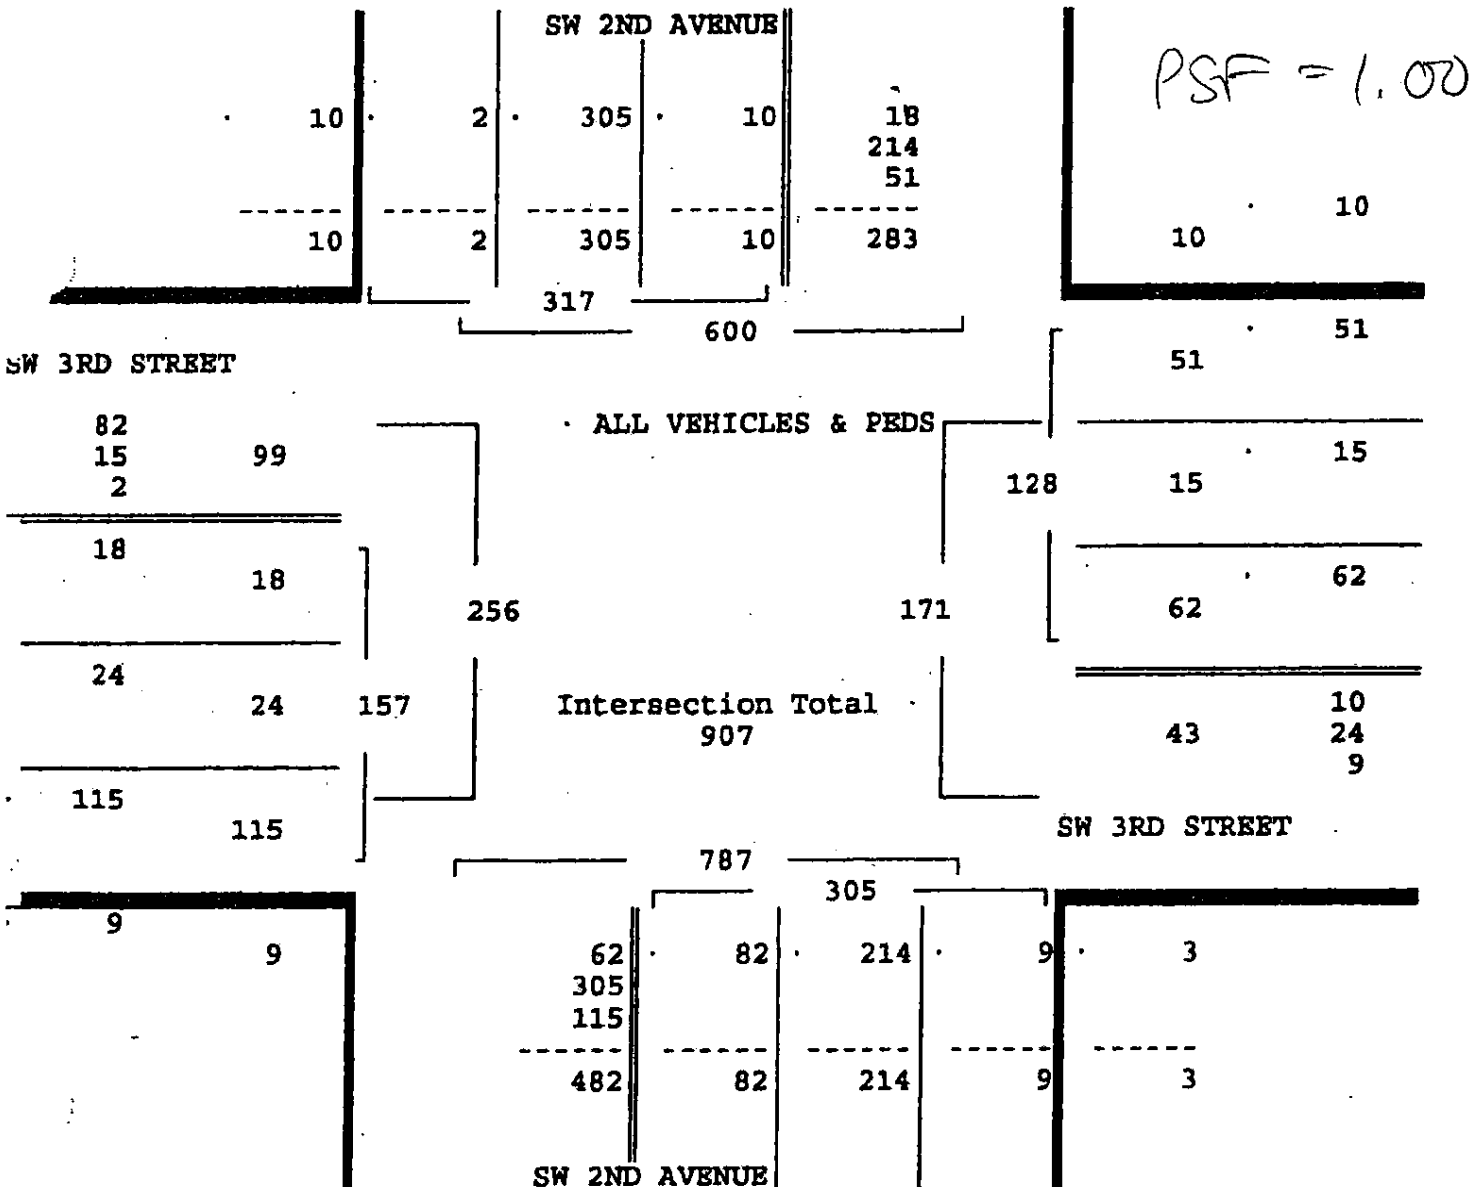 SW 2ND AVENUE
PSF = 1.00
10 2 305 10 18
214
51
10
10 2 305 10 283
10
317
600
51
SW 3RD STREET
51
82
ALL VEHICLES & PEDS
15 99
15
2
128 15
18
18
62
256 171 62
24
24 157
Intersection Total
10
907
43 24
9
115
115
SW 3RD STREET
787
305
9
9
62 82 214 9 3
305
115
482 82 214 9 3
SW 2ND AVENUE